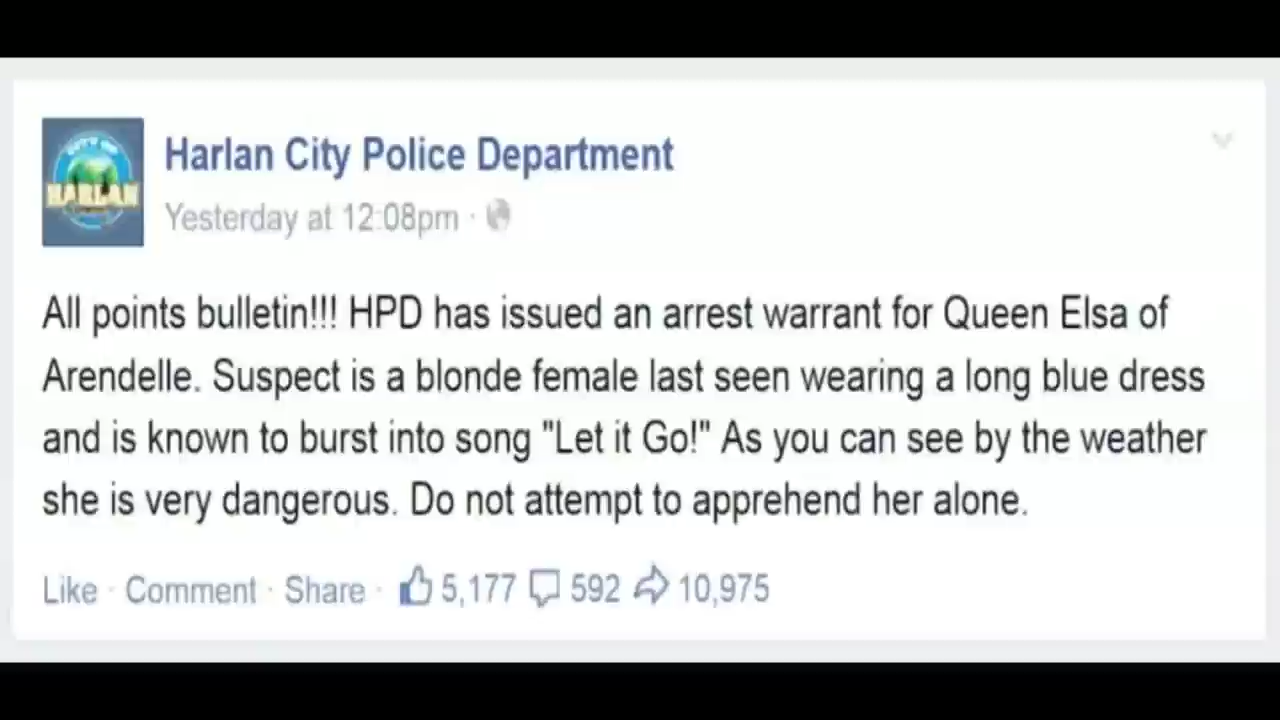 CITY OF
HARLAN
Harlan City Police Department
Yesterday at 12:08pm ·
All points bulletin!!! HPD has issued an arrest warrant for Queen Elsa of
Arendelle. Suspect is a blonde female last seen wearing a long blue dress
and is known to burst into song "Let it Go!" As you can see by the weather
she is very dangerous. Do not attempt to apprehend her alone.
Like · Comment · Share · 5,177 592 10,975